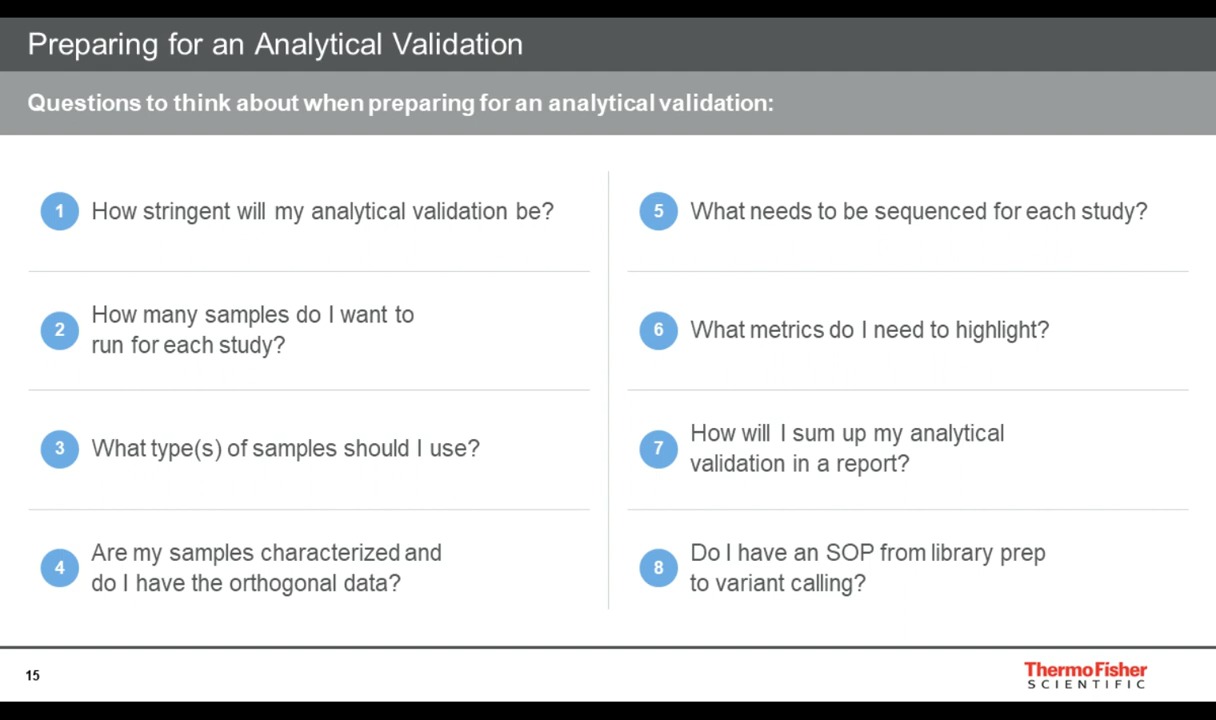 Preparing for an Analytical Validation
Questions to think about when preparing for an analytical validation:
1 How stringent will my analytical validation be?
2 How many samples do I want to
run for each study?
3 What type(s) of samples should I use?
4 Are my samples characterized and
do I have the orthogonal data?
5 What needs to be sequenced for each study?
6 What metrics do I need to highlight?
7 How will I sum up my analytical
validation in a report?
8 Do I have an SOP from library prep
to variant calling?
15
ThermoFisher
SCIENTIFIC